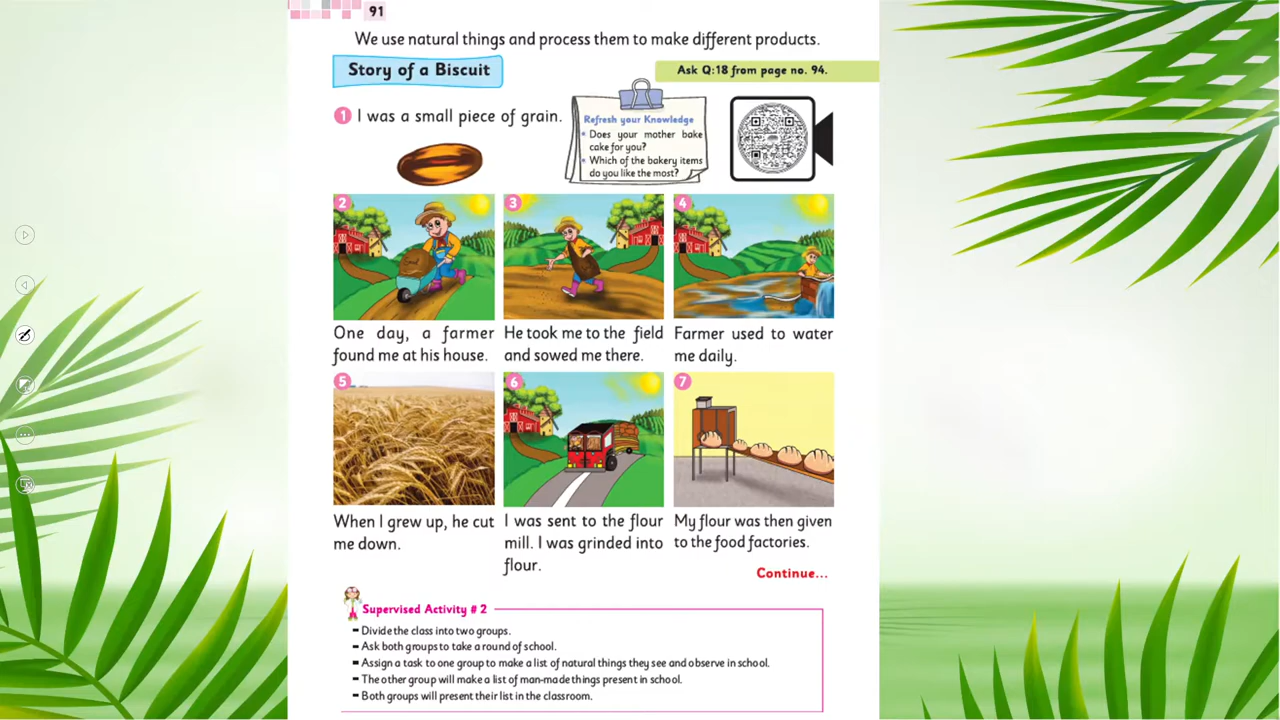 91
We use natural things and process them to make different products.
Story of a Biscuit
Ask Q:18 from page no. 94.
1 I was a small piece of grain.
Refresh your Knowledge
• Does your mother bake
cake for you?
• Which of the bakery items
do you like the most?
2
One day, a farmer
found me at his house.
3
He took me to the field
and sowed me there.
4
Farmer used to water
me daily.
5
When I grew up, he cut
me down.
6
I was sent to the flour
mill. I was grinded into
flour.
7
My flour was then given
to the food factories.
Continue...
Supervised Activity # 2
- Divide the class into two groups.
- Ask both groups to take a round of school.
- Assign a task to one group to make a list of natural things they see and observe in school.
- The other group will make a list of man-made things present in school.
- Both groups will present their list in the classroom.